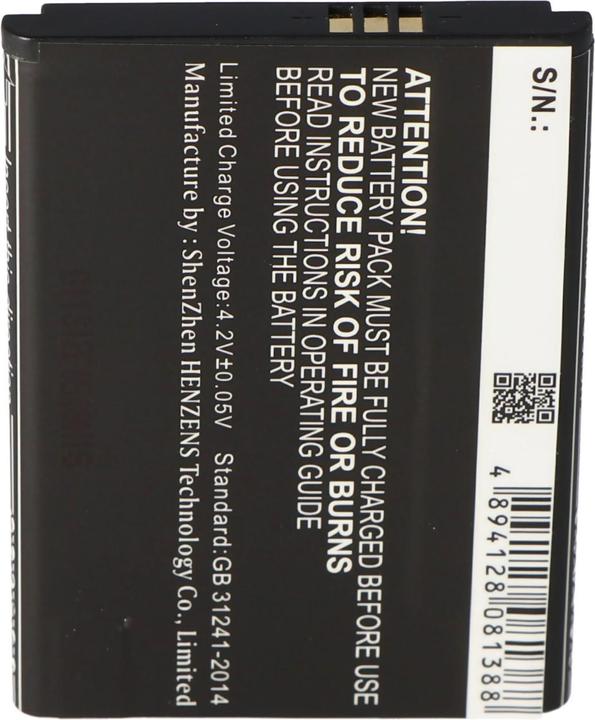 S/N.:
4 894128 081388
ATTENTION!
NEW BATTERY PACK MUST BE FULLY CHARGED BEFORE USE
TO REDUCE RISK OF FIRE OR BURNS
READ INSTRUCTIONS IN OPERATING GUIDE
BEFORE USING THE BATTERY
Limited Charge Voltage:4.2V±0.05V Standard:GB 31241-2014
Manufacture by : ShenZhen HENZENS Technology Co., Limited